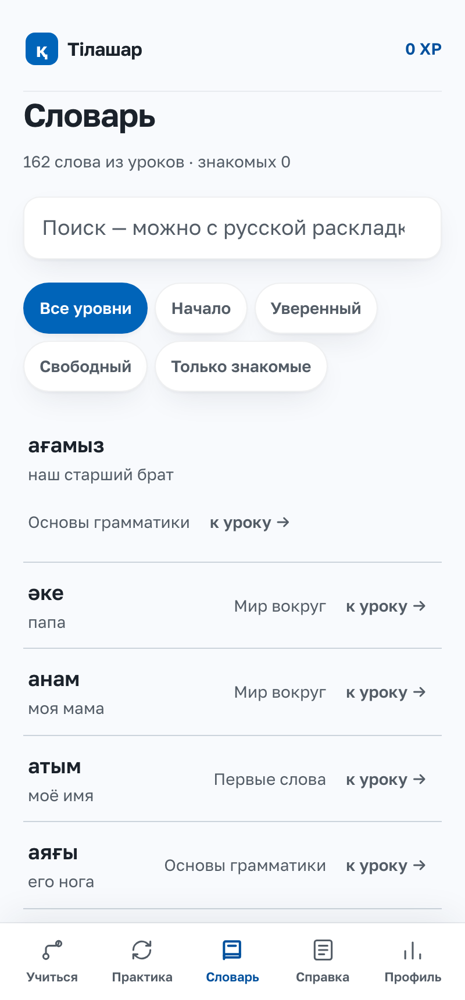 қ Тілашар
0 XP
Словарь
162 слова из уроков · знакомых 0
Поиск — можно с русской раскладк
Все уровни Начало Уверенный
Свободный Только знакомые
ағамыз
наш старший брат
Основы грамматики к уроку →
әке
папа
Мир вокруг к уроку →
анам
моя мама
Мир вокруг к уроку →
атым
моё имя
Первые слова к уроку →
аяғы
его нога
Основы грамматики к уроку →
Учиться Практика Словарь Справка Профиль